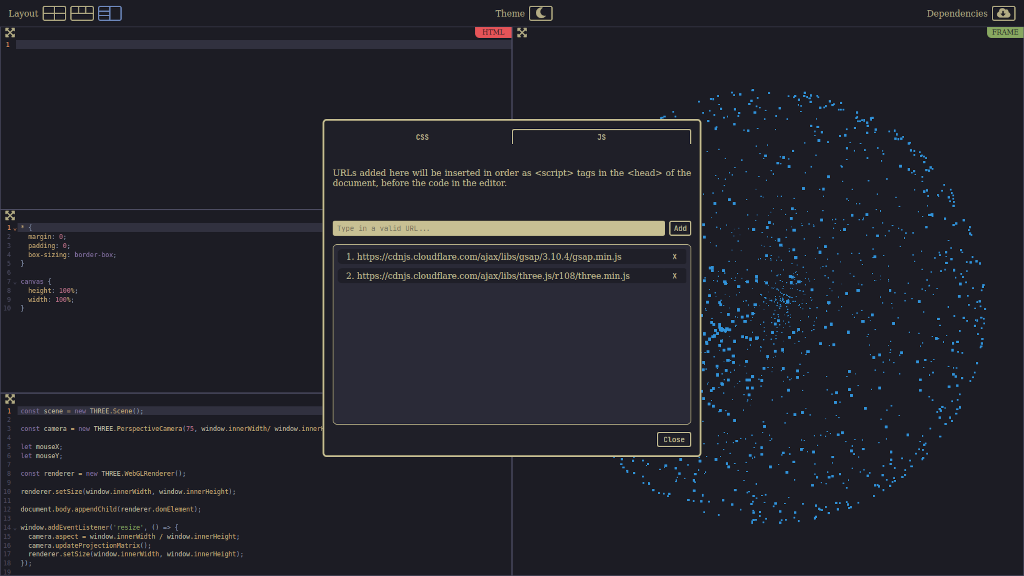 Layout
Theme
Dependencies
HTML
1
FRAME
CSS
JS
URLs added here will be inserted in order as <script> tags in the <head> of the
document, before the code in the editor.
Type in a valid URL...
Add
1. https://cdnjs.cloudflare.com/ajax/libs/gsap/3.10.4/gsap.min.js
x
2. https://cdnjs.cloudflare.com/ajax/libs/three.js/r108/three.min.js
x
Close
1 * {
2 margin: 0;
3 padding: 0;
4 box-sizing: border-box;
5 }
6
7 canvas {
8 height: 100%;
9 width: 100%;
10 }
1 const scene = new THREE.Scene();
2
3 const camera = new THREE.PerspectiveCamera(75, window.innerWidth/ window.inner
4
5 let mouseX;
6 let mouseY;
7
8 const renderer = new THREE.WebGLRenderer();
9
10 renderer.setSize(window.innerWidth, window.innerHeight);
11
12 document.body.appendChild(renderer.domElement);
13
14 window.addEventListener('resize', () => {
15 camera.aspect = window.innerWidth / window.innerHeight;
16 camera.updateProjectionMatrix();
17 renderer.setSize(window.innerWidth, window.innerHeight);
18 });
19